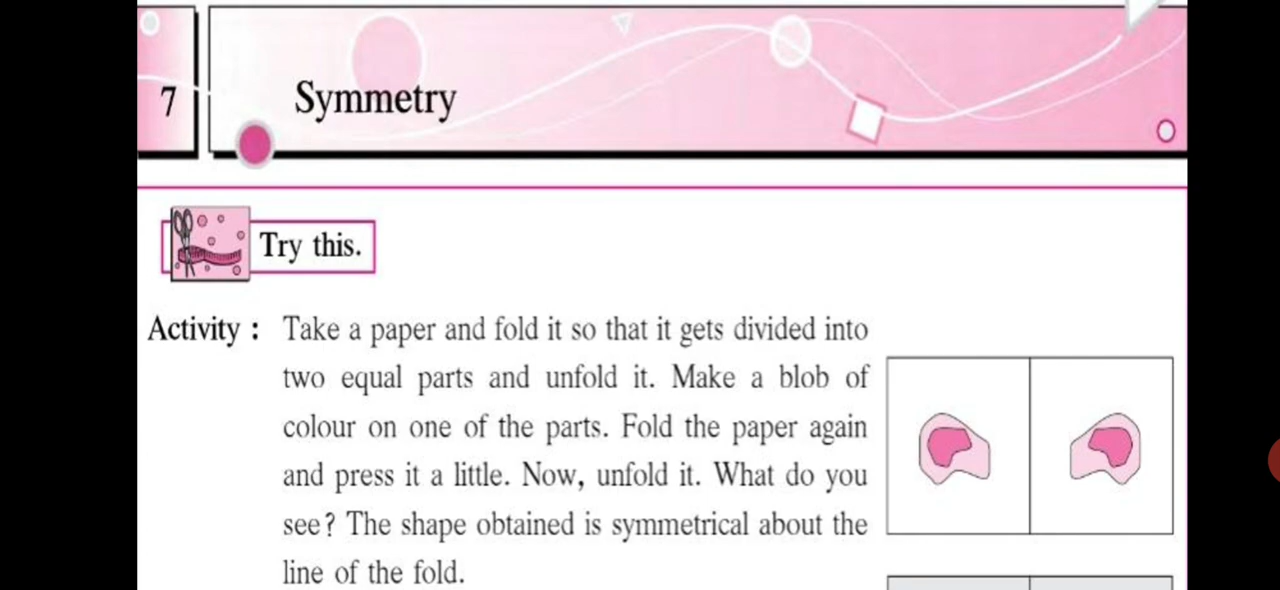 7
Symmetry
Try this.
Activity : Take a paper and fold it so that it gets divided into
two equal parts and unfold it. Make a blob of
colour on one of the parts. Fold the paper again
and press it a little. Now, unfold it. What do you
see? The shape obtained is symmetrical about the
line of the fold.